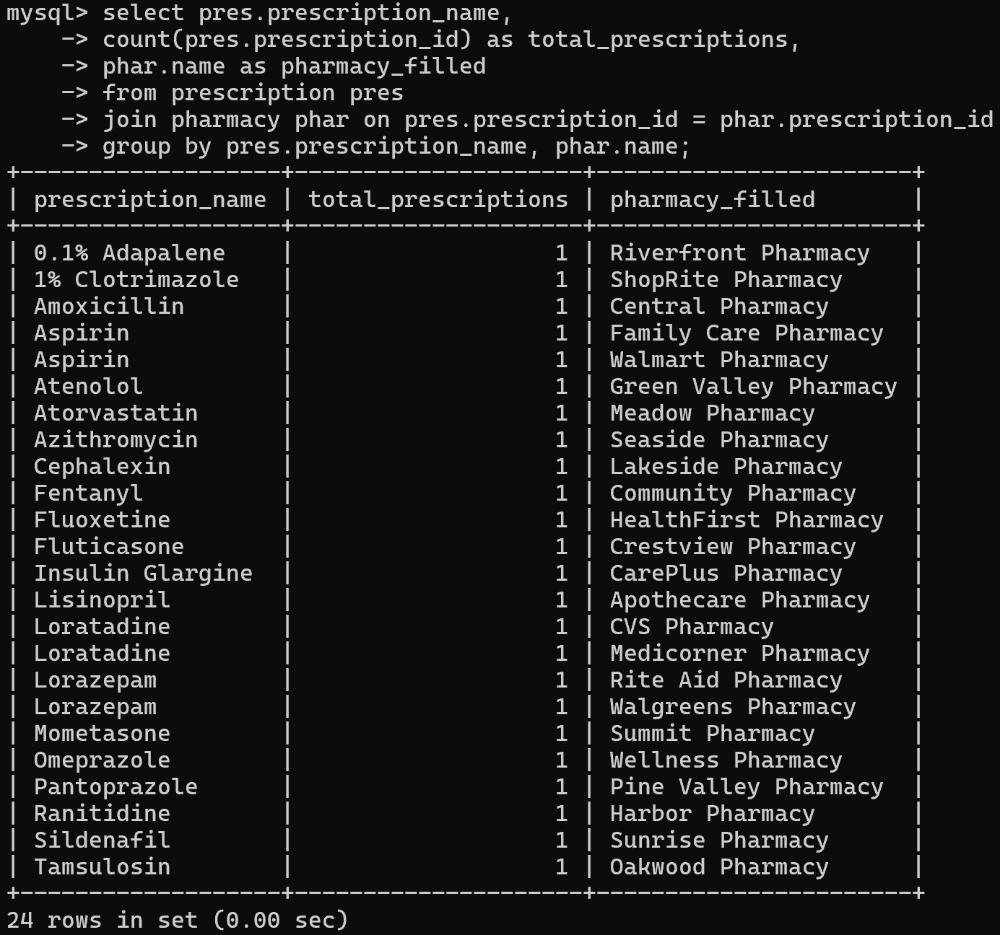 mysql> select pres.prescription_name,
    -> count(pres.prescription_id) as total_prescriptions,
    -> phar.name as pharmacy_filled
    -> from prescription pres
    -> join pharmacy phar on pres.prescription_id = phar.prescription_id
    -> group by pres.prescription_name, phar.name;
+-------------------+---------------------+-----------------------+
| prescription_name | total_prescriptions | pharmacy_filled       |
+-------------------+---------------------+-----------------------+
| 0.1% Adapalene    |                   1 | Riverfront Pharmacy   |
| 1% Clotrimazole   |                   1 | ShopRite Pharmacy     |
| Amoxicillin       |                   1 | Central Pharmacy      |
| Aspirin           |                   1 | Family Care Pharmacy  |
| Aspirin           |                   1 | Walmart Pharmacy      |
| Atenolol          |                   1 | Green Valley Pharmacy |
| Atorvastatin      |                   1 | Meadow Pharmacy       |
| Azithromycin      |                   1 | Seaside Pharmacy      |
| Cephalexin        |                   1 | Lakeside Pharmacy     |
| Fentanyl          |                   1 | Community Pharmacy    |
| Fluoxetine        |                   1 | HealthFirst Pharmacy  |
| Fluticasone       |                   1 | Crestview Pharmacy    |
| Insulin Glargine  |                   1 | CarePlus Pharmacy     |
| Lisinopril        |                   1 | Apothecare Pharmacy   |
| Loratadine        |                   1 | CVS Pharmacy          |
| Loratadine        |                   1 | Medicorner Pharmacy   |
| Lorazepam         |                   1 | Rite Aid Pharmacy     |
| Lorazepam         |                   1 | Walgreens Pharmacy    |
| Mometasone        |                   1 | Summit Pharmacy       |
| Omeprazole        |                   1 | Wellness Pharmacy     |
| Pantoprazole      |                   1 | Pine Valley Pharmacy  |
| Ranitidine        |                   1 | Harbor Pharmacy       |
| Sildenafil        |                   1 | Sunrise Pharmacy      |
| Tamsulosin        |                   1 | Oakwood Pharmacy      |
+-------------------+---------------------+-----------------------+
24 rows in set (0.00 sec)